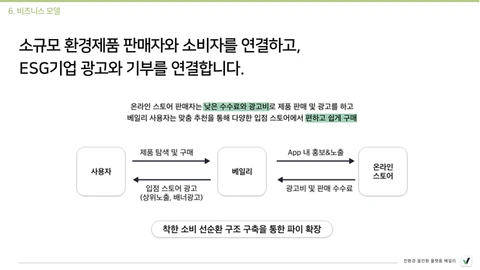 6. 비즈니스 모델
소규모 환경제품 판매자와 소비자를 연결하고,
ESG기업 광고와 기부를 연결합니다.
온라인 스토어 판매자는 낮은 수수료와 광고비로 제품 판매 및 광고를 하고
베일리 사용자는 맞춤 추천을 통해 다양한 입점 스토어에서 편하고 쉽게 구매
제품 탐색 및 구매
App 내 홍보&노출
사용자
베일리
온라인
스토어
입점 스토어 광고
(상위노출, 배너광고)
광고비 및 판매 수수료
착한 소비 선순환 구조 구축을 통한 파이 확장
친환경 올인원 플랫폼 베일리